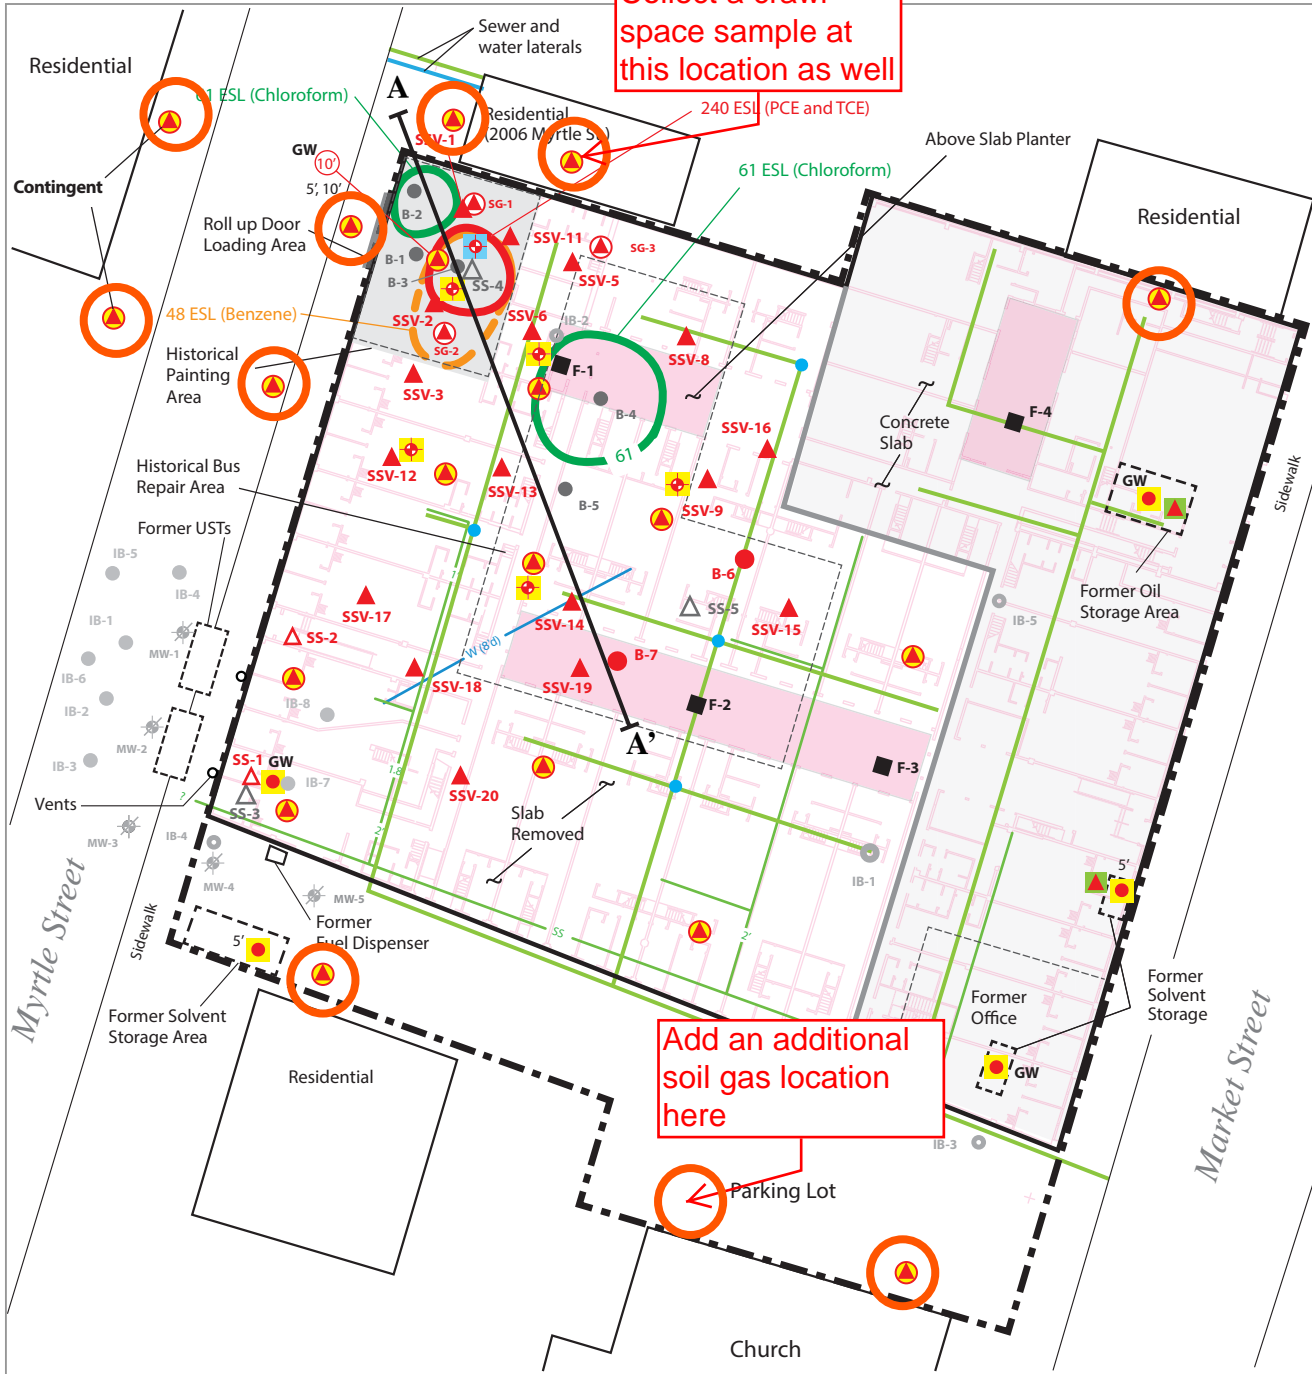 Collect a crawl
space sample at
this location as well
Sewer and
water laterals
Residential
61 ESL (Chloroform)
A
Residential
(2006 Myrtle St.)
240 ESL (PCE and TCE)
Above Slab Planter
SSV-1
GW
10'
5', 10'
61 ESL (Chloroform)
Contingent
B-2
SG-1
Roll up Door
Loading Area
Residential
SSV-11
SG-3
B-1
B-3
SS-4
SSV-5
48 ESL (Benzene)
SSV-2
SSV-6
IB-2
SG-2
SSV-8
Historical
Painting
Area
F-1
SSV-3
B-4
F-4
Concrete
Slab
SSV-16
61
Historical Bus
Repair Area
SSV-12
SSV-13
GW
SSV-9
B-5
Sidewalk
Former USTs
IB-5
B-6
IB-4
Former Oil
Storage Area
SSV-17
SSV-14
SS-5
SSV-15
IB-5
IB-1
SS-2
MW-1
W (8'd)
B-7
IB-6
SSV-18
SSV-19
IB-2
IB-8
F-2
MW-2
A'
SS-1
GW
IB-3
IB-7
1.8'
F-3
SSV-20
Vents
?
SS-3
Slab
Removed
2'
MW-3
IB-4
5'
MW-4
IB-1
MW-5
Sidewalk
Former
Fuel Dispenser
5'
SS
2'
Myrtle Street
Former
Office
Former
Solvent
Storage
Former Solvent
Storage Area
Add an additional
soil gas location
here
Residential
GW
Market Street
IB-3
Parking Lot
Church